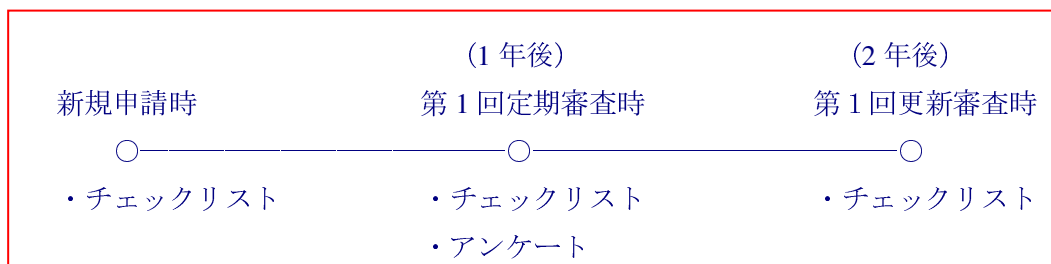 （1 年後） （2 年後）
新規申請時 第 1 回定期審査時 第 1 回更新審査時
○ ○ ○
・チェックリスト ・チェックリスト ・チェックリスト
・アンケート